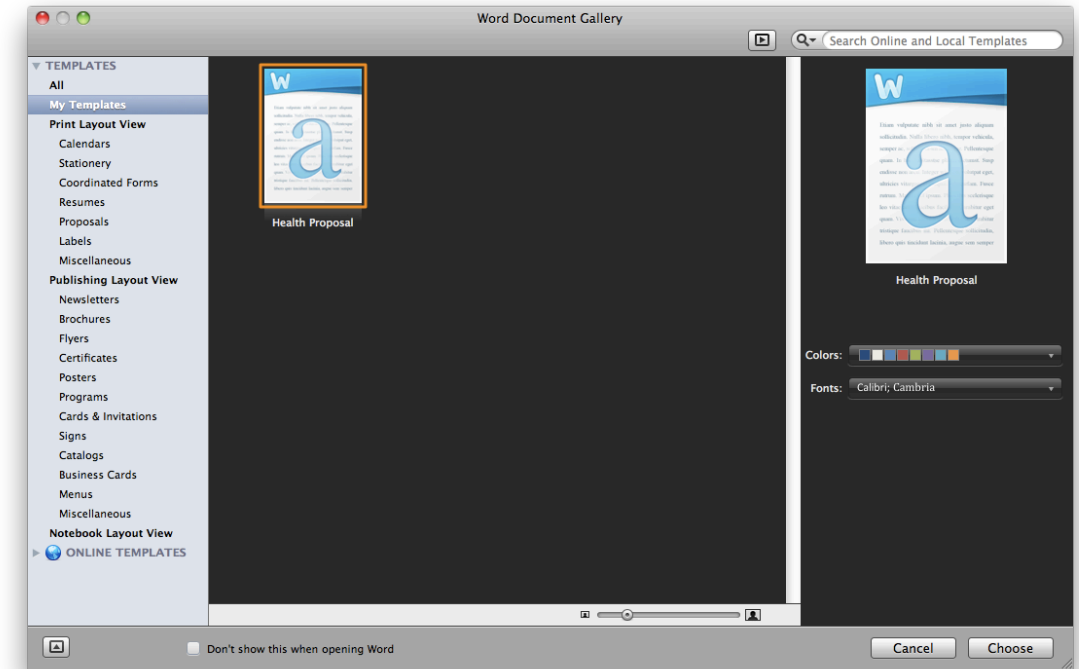 Word Document Gallery
Search Online and Local Templates
TEMPLATES
All
My Templates
Print Layout View
Calendars
Stationery
Coordinated Forms
Resumes
Proposals
Labels
Miscellaneous
Publishing Layout View
Newsletters
Brochures
Flyers
Certificates
Posters
Programs
Cards & Invitations
Signs
Catalogs
Business Cards
Menus
Miscellaneous
Notebook Layout View
ONLINE TEMPLATES
W
a
Health Proposal
W
a
Health Proposal
Colors:
Fonts: Calibri; Cambria
Don't show this when opening Word
Cancel
Choose